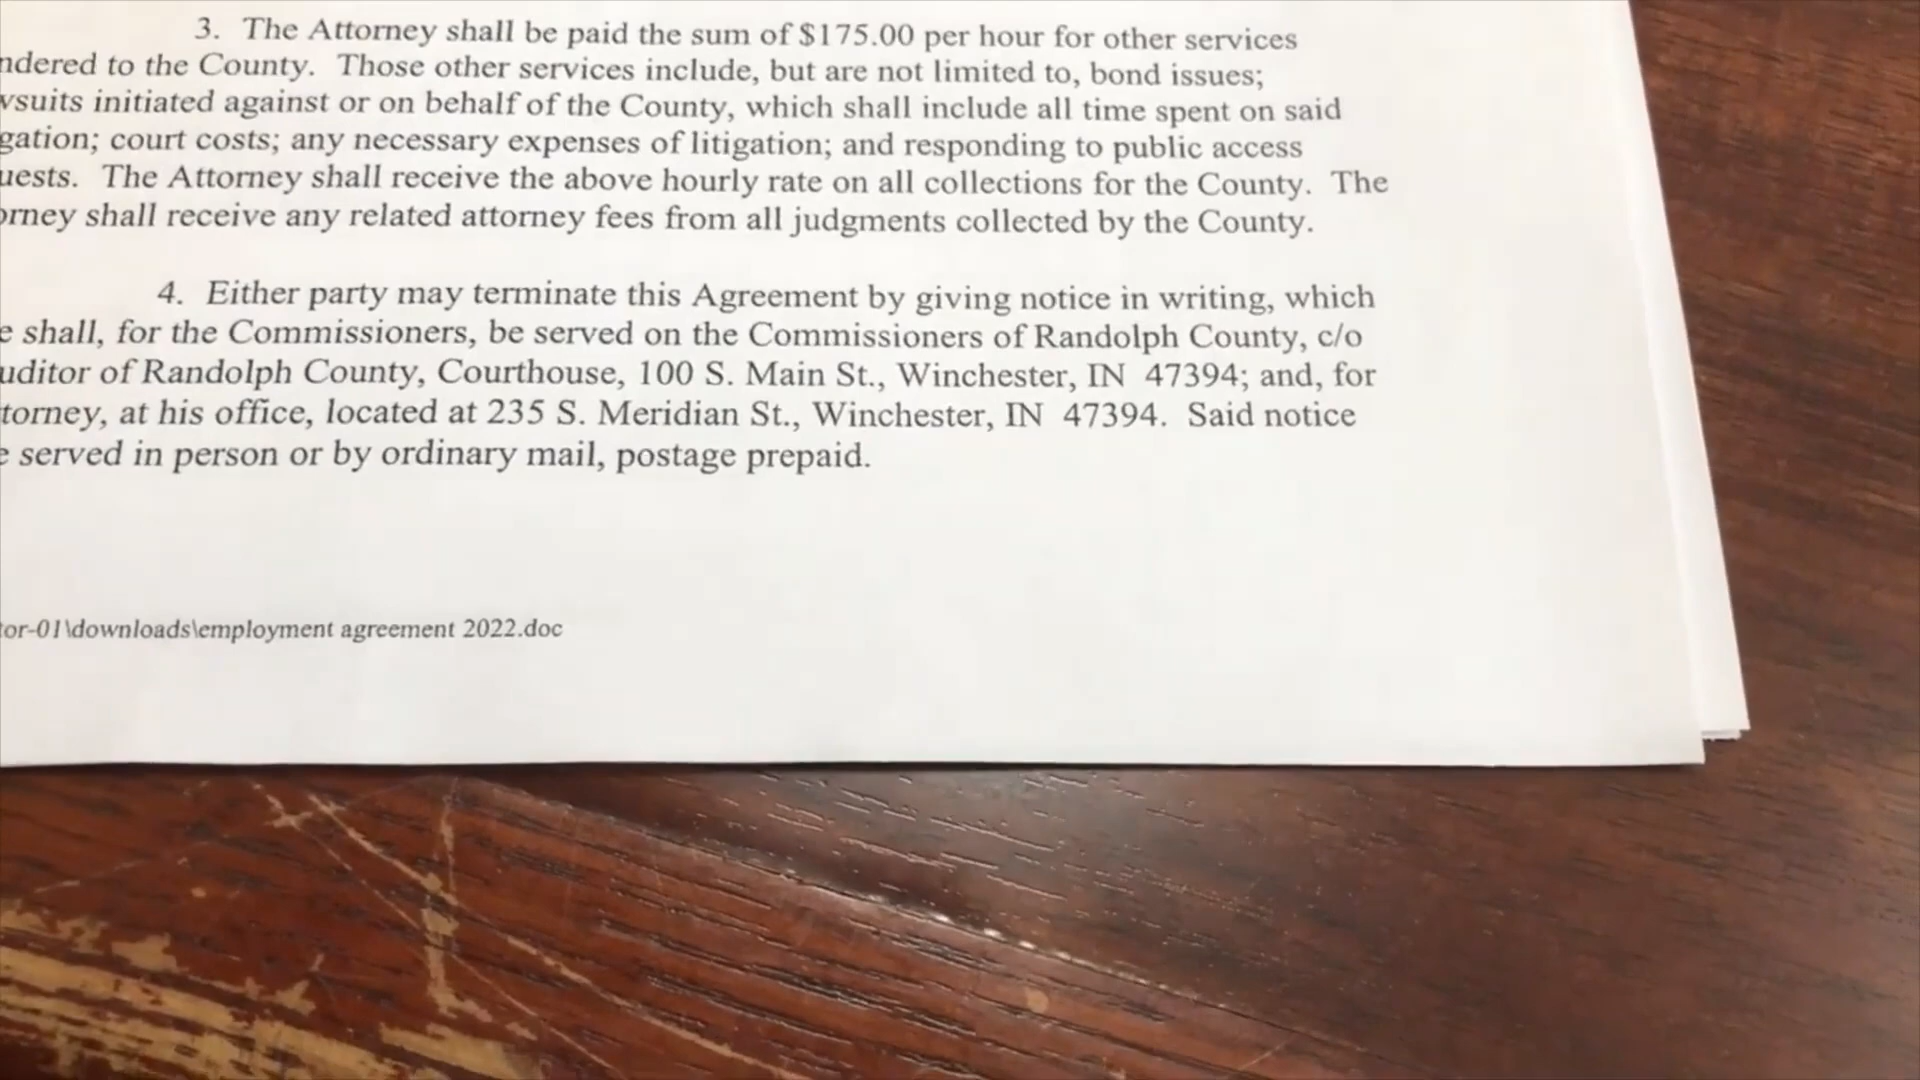 3. The Attorney shall be paid the sum of $175.00 per hour for other services
ndered to the County. Those other services include, but are not limited to, bond issues;
wsuits initiated against or on behalf of the County, which shall include all time spent on said
gation; court costs; any necessary expenses of litigation; and responding to public access
uests. The Attorney shall receive the above hourly rate on all collections for the County. The
orney shall receive any related attorney fees from all judgments collected by the County.
4. Either party may terminate this Agreement by giving notice in writing, which
e shall, for the Commissioners, be served on the Commissioners of Randolph County, c/o
uditor of Randolph County, Courthouse, 100 S. Main St., Winchester, IN 47394; and, for
torney, at his office, located at 235 S. Meridian St., Winchester, IN 47394. Said notice
e served in person or by ordinary mail, postage prepaid.
tor-01\downloads\employment agreement 2022.doc